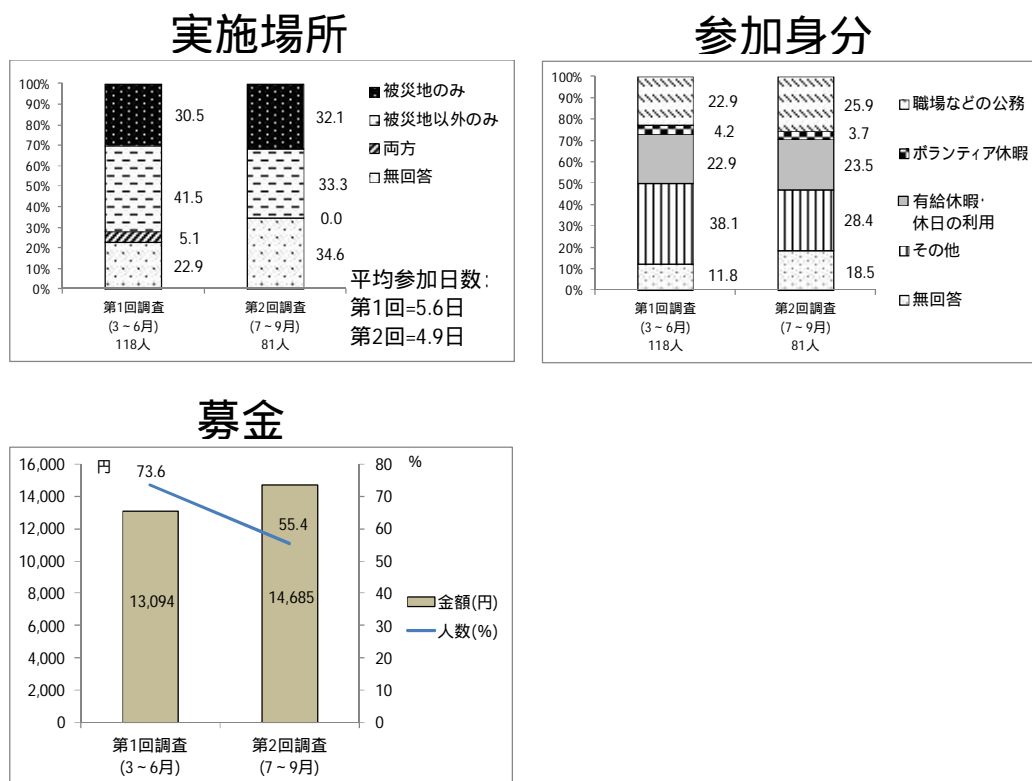 実施場所
100%
90%
80%
70%
60%
50%
40%
30%
20%
10%
0%
30.5
41.5
5.1
22.9
32.1
33.3
0.0
34.6
被災地のみ
被災地以外のみ
両方
無回答
第1回調査
(3～6月)
118人
第2回調査
(7～9月)
81人
平均参加日数:
第1回=5.6日
第2回=4.9日
参加身分
100%
90%
80%
70%
60%
50%
40%
30%
20%
10%
0%
22.9
4.2
22.9
38.1
11.8
25.9
3.7
23.5
28.4
18.5
職場などの公務
ボランティア休暇
有給休暇･
休日の利用
その他
無回答
第1回調査
(3～6月)
118人
第2回調査
(7～9月)
81人
募金
円
%
16,000
14,000
12,000
10,000
8,000
6,000
4,000
2,000
0
73.6
55.4
13,094
14,685
80
70
60
50
40
30
20
10
0
金額(円)
人数(%)
第1回調査
(3～6月)
第2回調査
(7～9月)